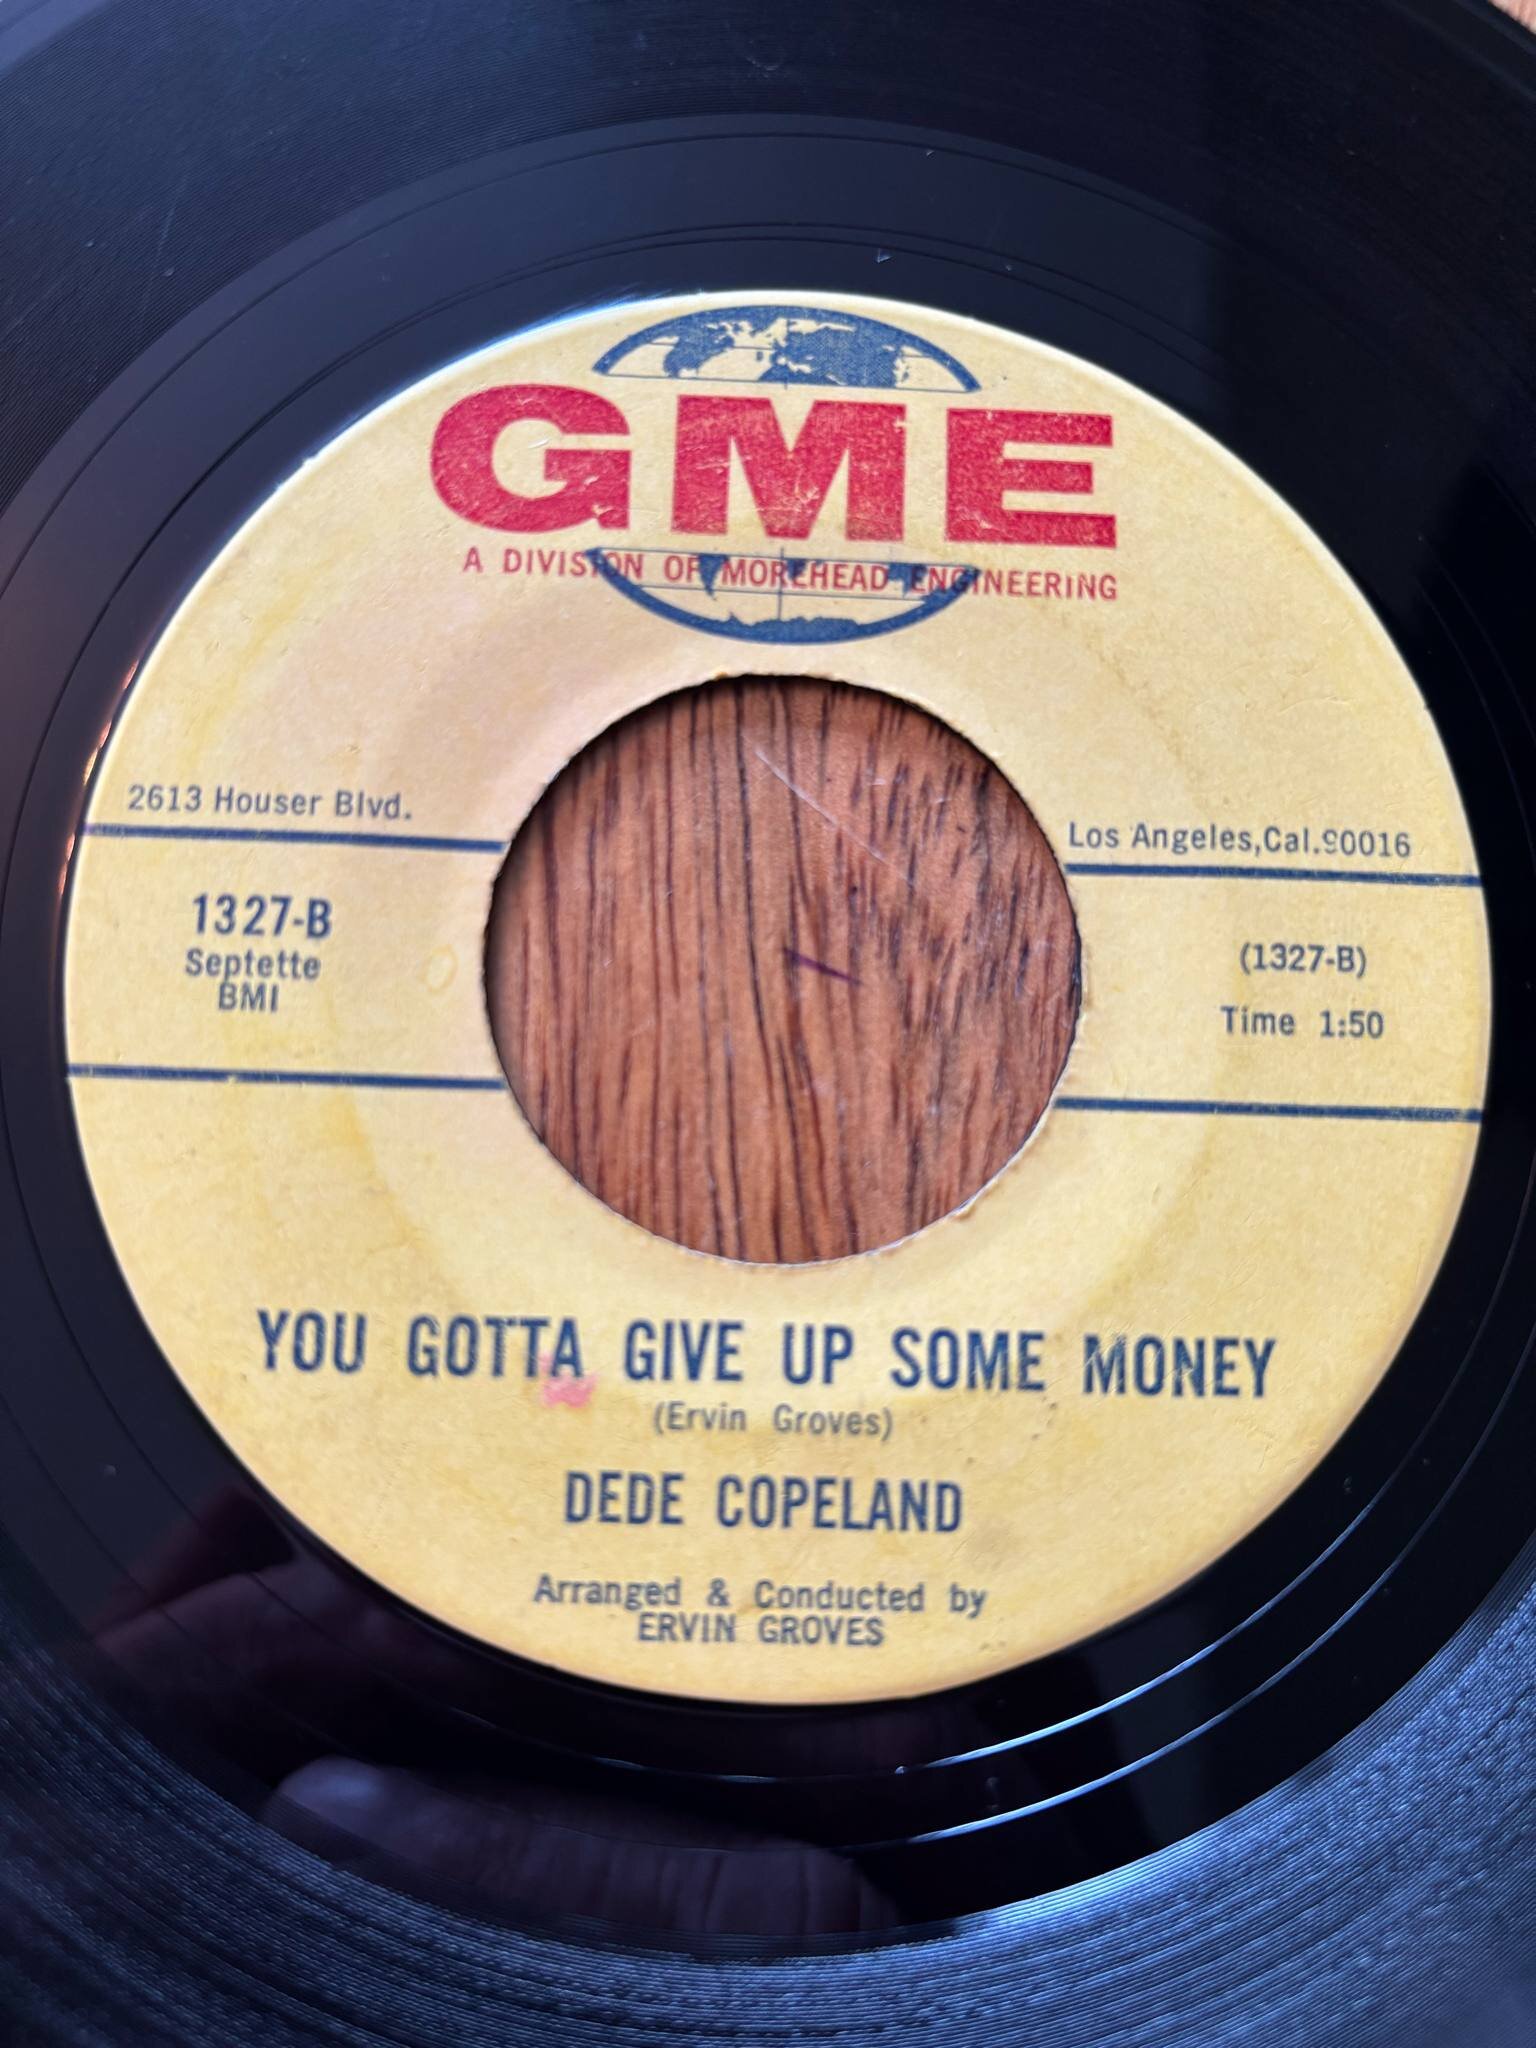 GME
A DIVISION OF MOREHEAD ENGINEERING
2613 Houser Blvd.
Los Angeles,Cal.90016
1327-B
Septette
BMI
(1327-B)
Time 1:50
YOU GOTTA GIVE UP SOME MONEY
(Ervin Groves)
DEDE COPELAND
Arranged & Conducted by
ERVIN GROVES